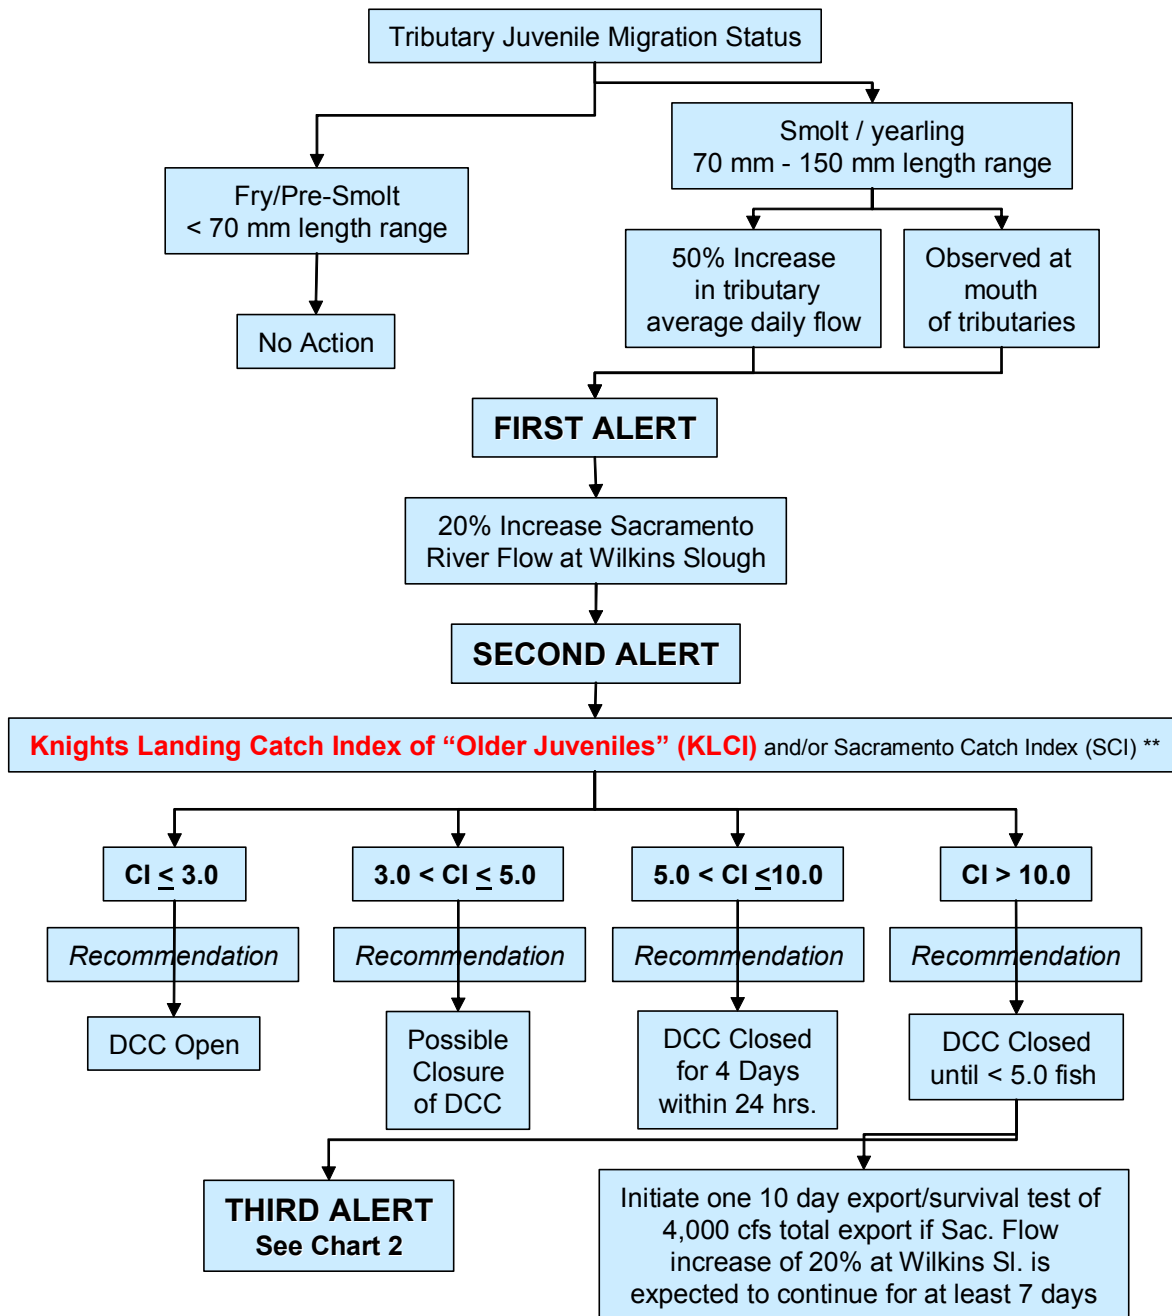 Tributary Juvenile Migration Status
Smolt / yearling
70 mm - 150 mm length range
Fry/Pre-Smolt
< 70 mm length range
50% Increase
in tributary
average daily flow
Observed at
mouth
of tributaries
No Action
FIRST ALERT
20% Increase Sacramento
River Flow at Wilkins Slough
SECOND ALERT
Knights Landing Catch Index of “Older Juveniles” (KLCI) and/or Sacramento Catch Index (SCI) **
CI ≤ 3.0
3.0 < CI ≤ 5.0
5.0 < CI ≤10.0
CI > 10.0
Recommendation
Recommendation
Recommendation
Recommendation
DCC Open
Possible
Closure
of DCC
DCC Closed
for 4 Days
within 24 hrs.
DCC Closed
until < 5.0 fish
THIRD ALERT
See Chart 2
Initiate one 10 day export/survival test of
4,000 cfs total export if Sac. Flow
increase of 20% at Wilkins Sl. is
expected to continue for at least 7 days